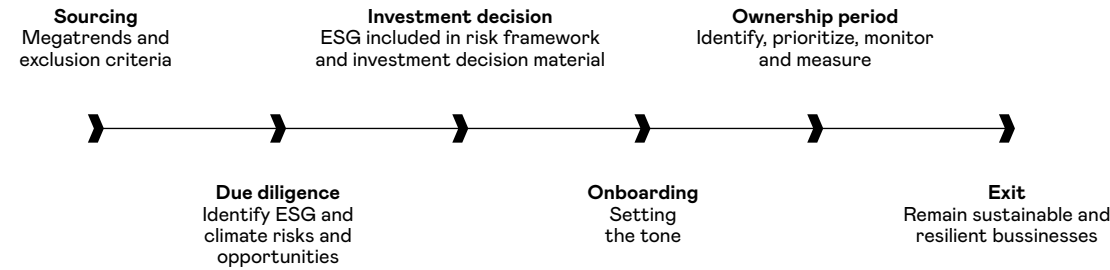 Sourcing
Megatrends and
exclusion criteria
Investment decision
ESG included in risk framework
and investment decision material
Ownership period
Identify, prioritize, monitor
and measure
Due diligence
Identify ESG and
climate risks and
opportunities
Onboarding
Setting
the tone
Exit
Remain sustainable and
resilient bussinesses